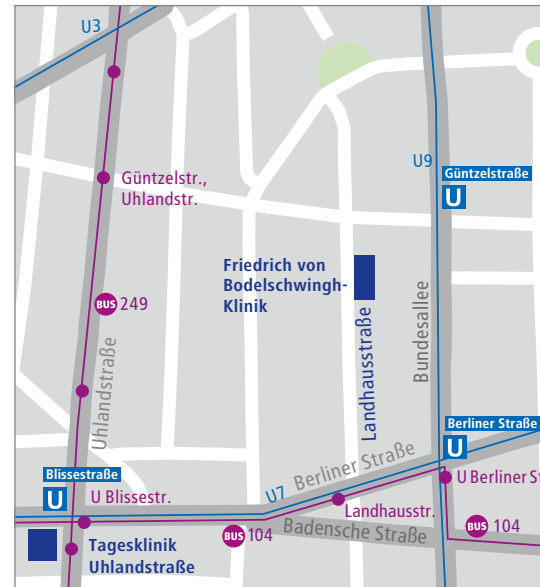 U3
U9
Güntzelstraße
U
Güntzelstr.,
Uhlandstr.
Friedrich von
Bodelschwingh-
Klinik
BUS 249
Uhlandstraße
Landhausstraße
Bundesallee
Berliner Straße
U
Blissestraße
U
U Blissestr.
U7
Berliner Straße
U Berliner St
Landhausstr.
BUS 104
Badensche Straße
BUS 104
Tagesklinik
Uhlandstraße